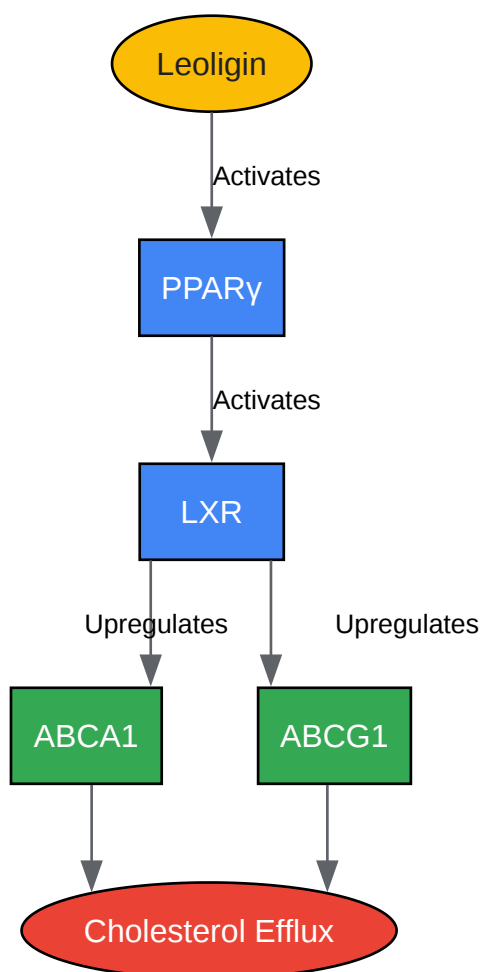 Leoligin
Activates
PPARγ
Activates
LXR
Upregulates
Upregulates
ABCA1
ABCG1
Cholesterol Efflux